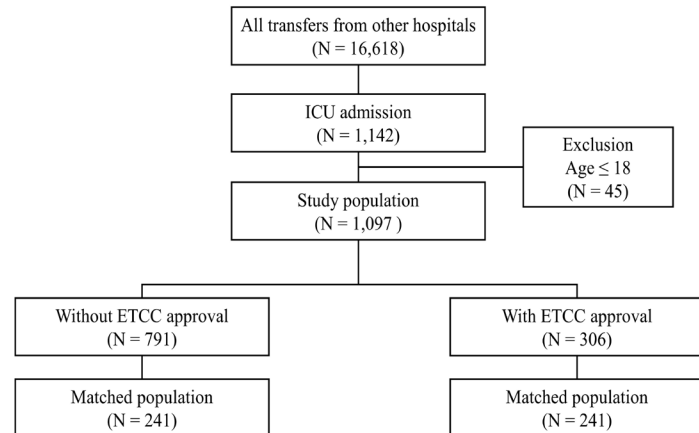 All transfers from other hospitals
(N = 16,618)
ICU admission
(N = 1,142)
Exclusion
Age ≤ 18
(N = 45)
Study population
(N = 1,097 )
Without ETCC approval
(N = 791)
With ETCC approval
(N = 306)
Matched population
(N = 241)
Matched population
(N = 241)